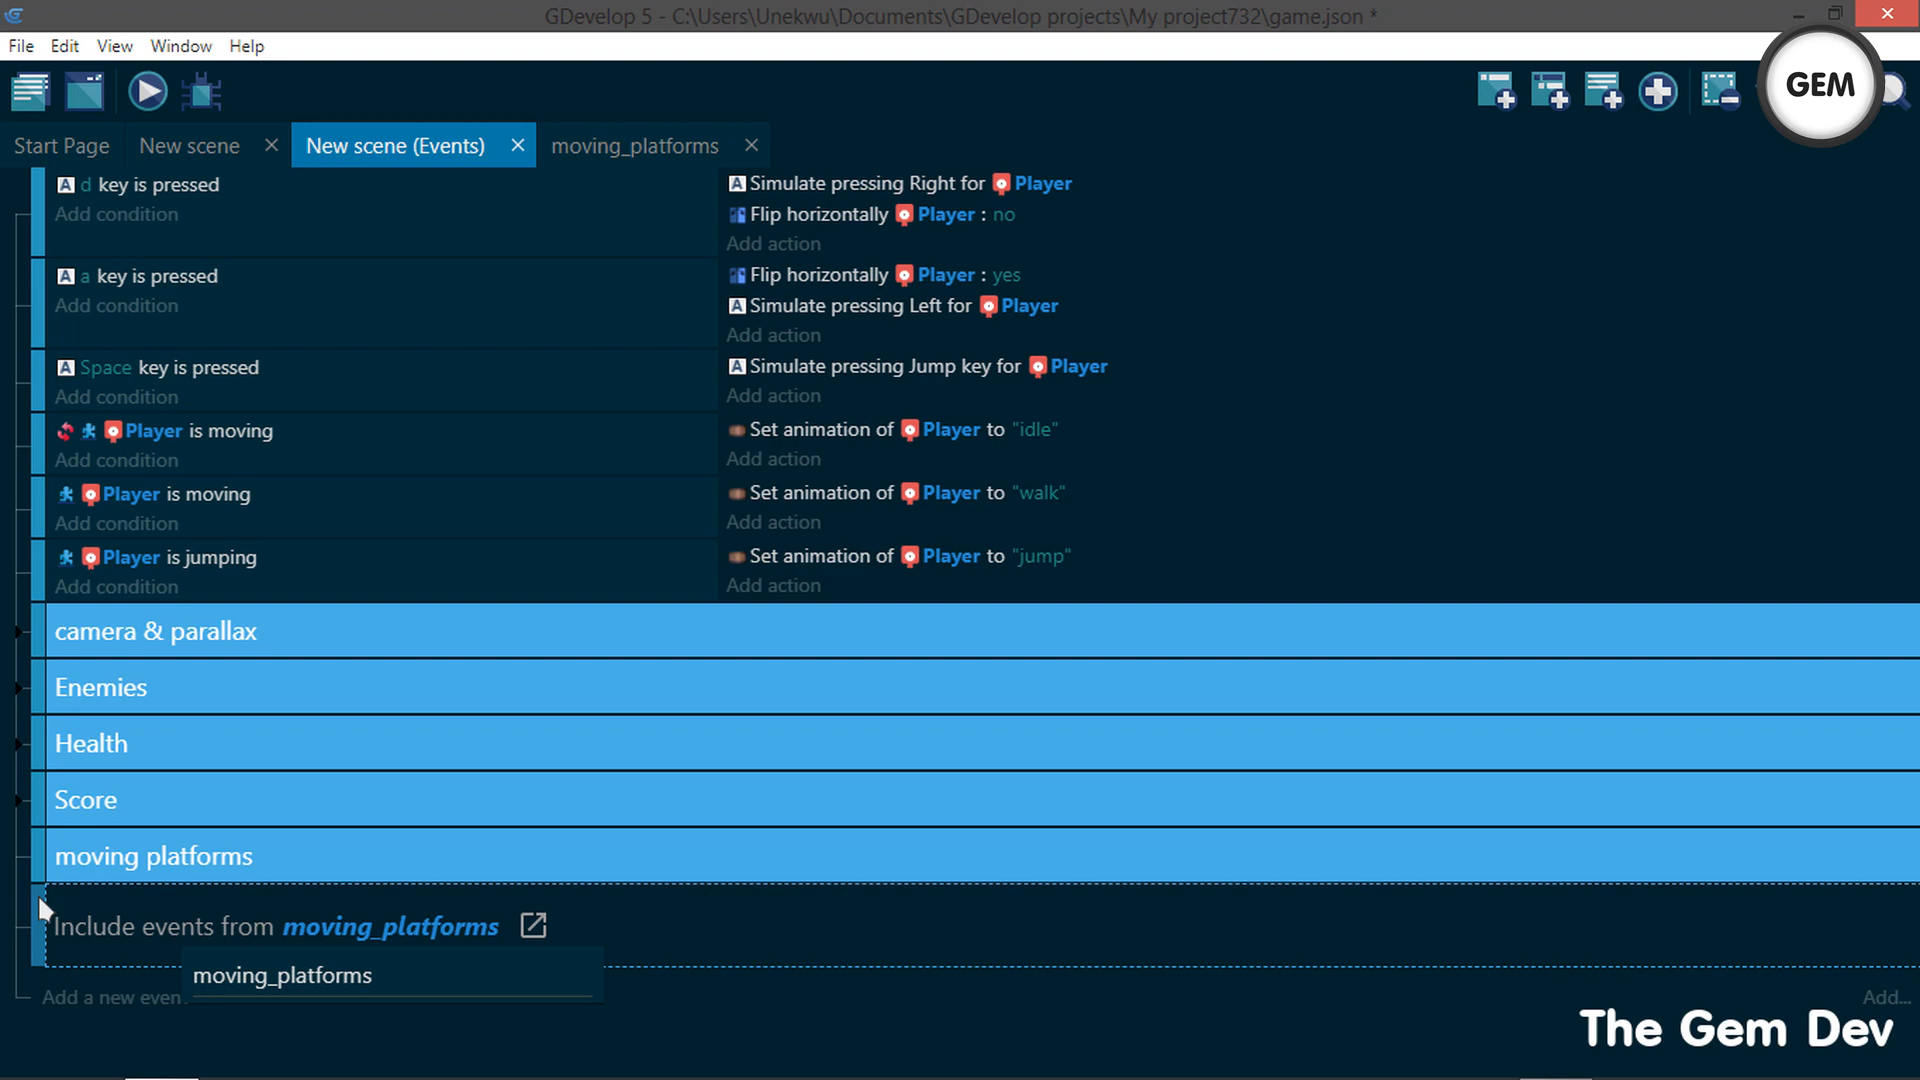 GDevelop 5 - C:\Users\Unekwu\Documents\GDevelop projects\My project732\game.json *
File Edit View Window Help
GEM
Start Page New scene New scene (Events) moving_platforms
A d key is pressed
Add condition
A Simulate pressing Right for Player
Flip horizontally Player : no
Add action
A a key is pressed
Add condition
Flip horizontally Player : yes
A Simulate pressing Left for Player
Add action
A Space key is pressed
Add condition
A Simulate pressing Jump key for Player
Add action
Player is moving
Add condition
Set animation of Player to "idle"
Add action
Player is moving
Add condition
Set animation of Player to "walk"
Add action
Player is jumping
Add condition
Set animation of Player to "jump"
Add action
camera & parallax
Enemies
Health
Score
moving platforms
Include events from moving_platforms
moving_platforms
Add a new even
Add...
The Gem Dev